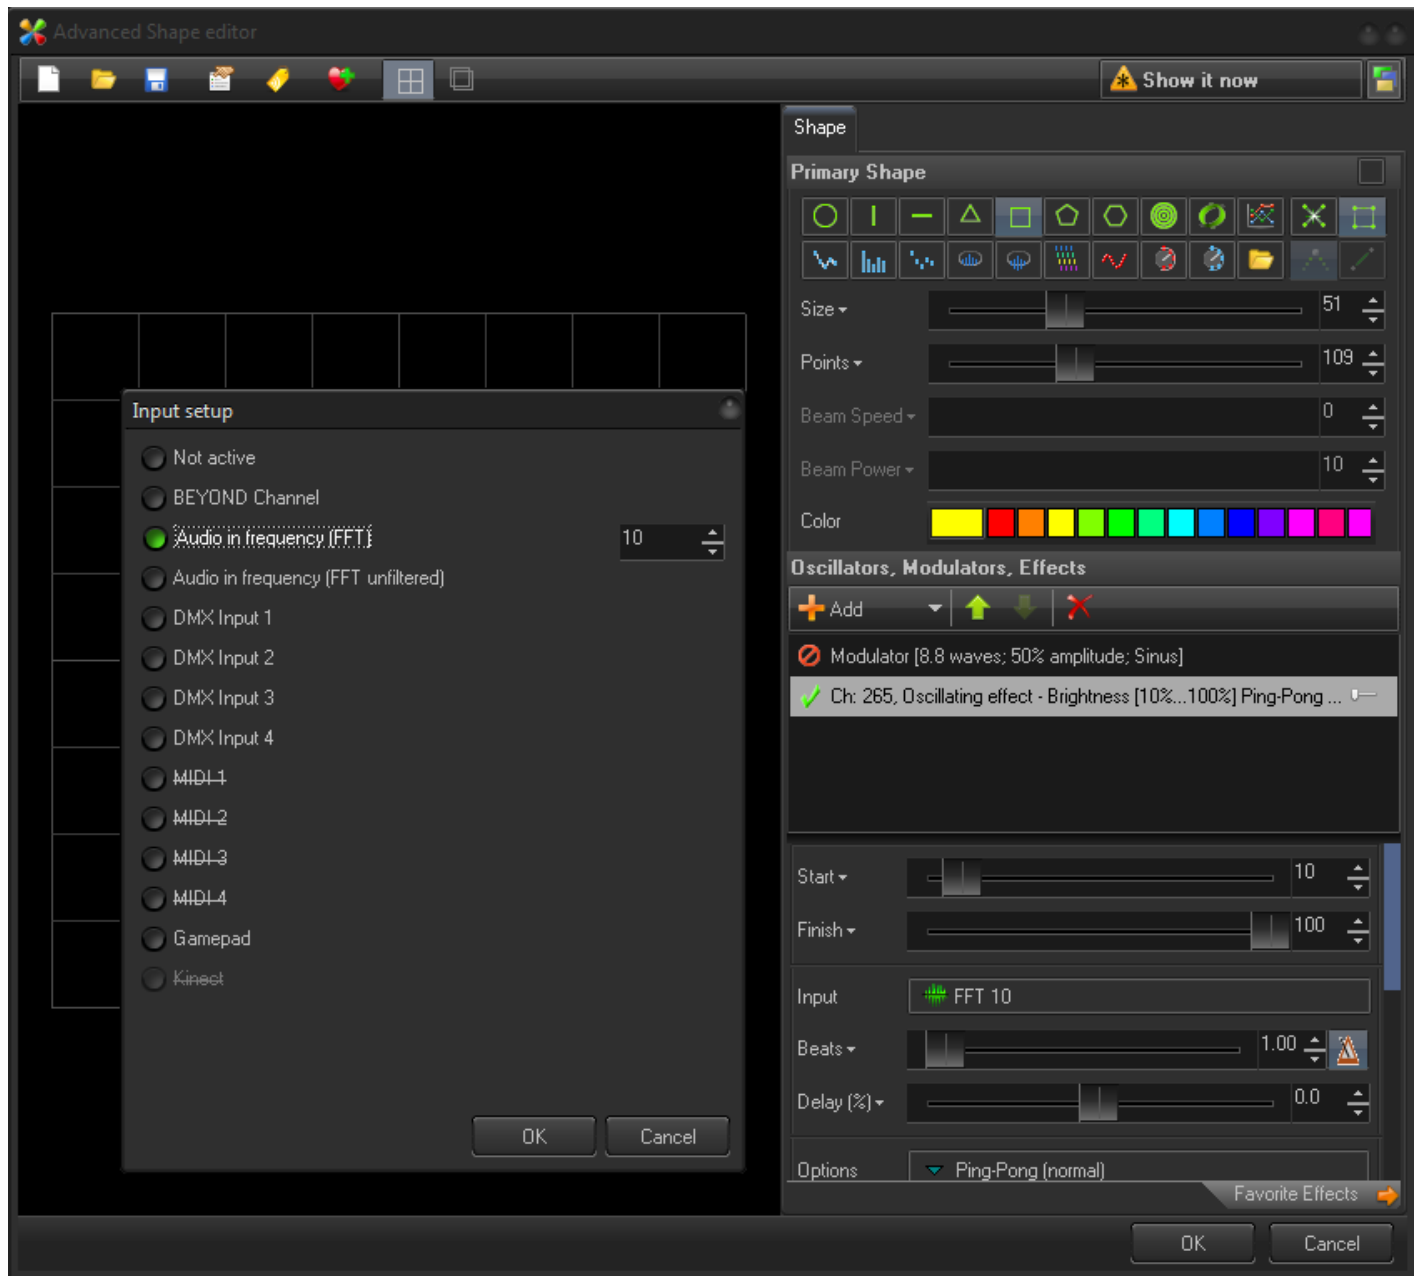 Advanced Shape editor
Show it now
Shape
Primary Shape
Size 51
Points 109
Beam Speed 0
Beam Power 10
Color
Oscillators, Modulators, Effects
Add
Modulator [8.8 waves; 50% amplitude; Sinus]
Ch: 265, Oscillating effect - Brightness [10%...100%] Ping-Pong ...
Start 10
Finish 100
Input FFT 10
Beats 1.00
Delay (%) 0.0
Options Ping-Pong (normal)
Favorite Effects
OK Cancel
Input setup
Not active
BEYOND Channel
Audio in frequency (FFT) 10
Audio in frequency (FFT unfiltered)
DMX Input 1
DMX Input 2
DMX Input 3
DMX Input 4
MIDI 1
MIDI 2
MIDI 3
MIDI 4
Gamepad
Kinect
OK Cancel